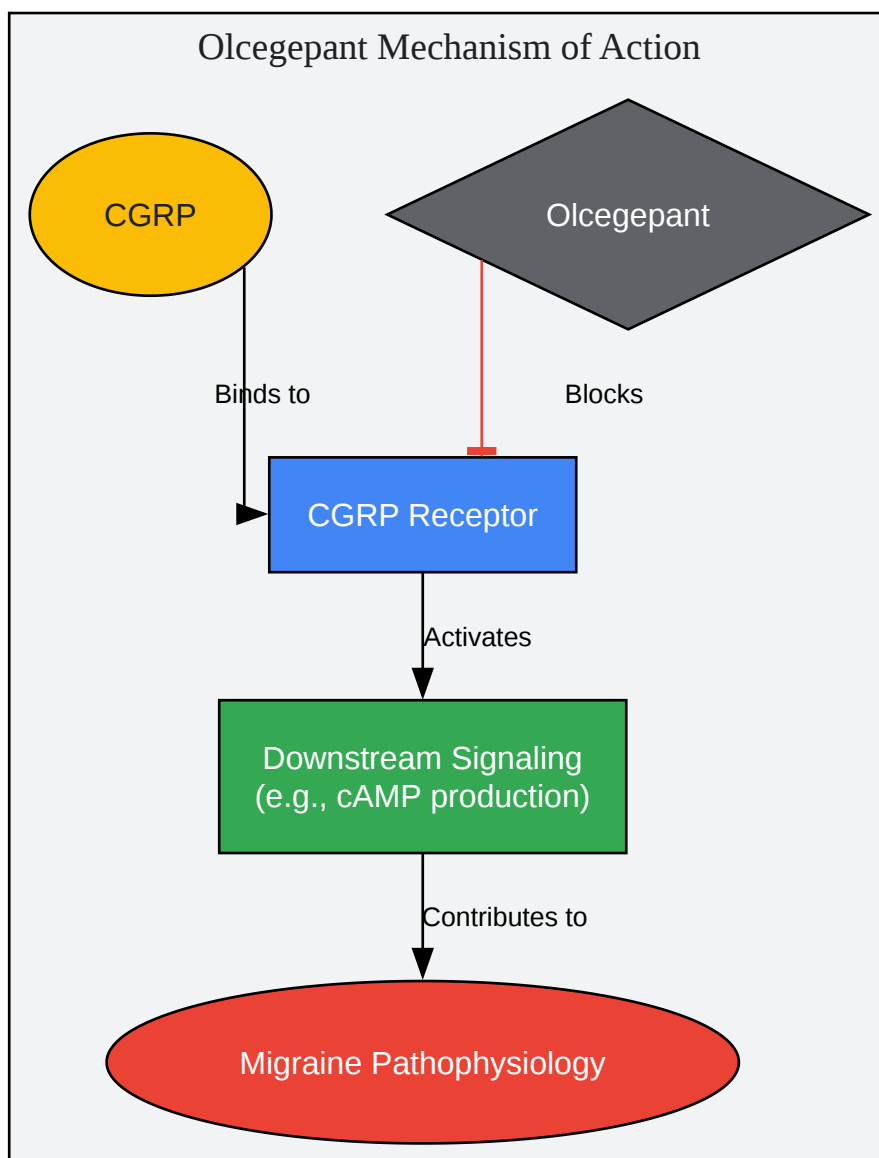 Olcegepant Mechanism of Action
CGRP
Olcegepant
Binds to
Blocks
CGRP Receptor
Activates
Downstream Signaling
(e.g., cAMP production)
Contributes to
Migraine Pathophysiology